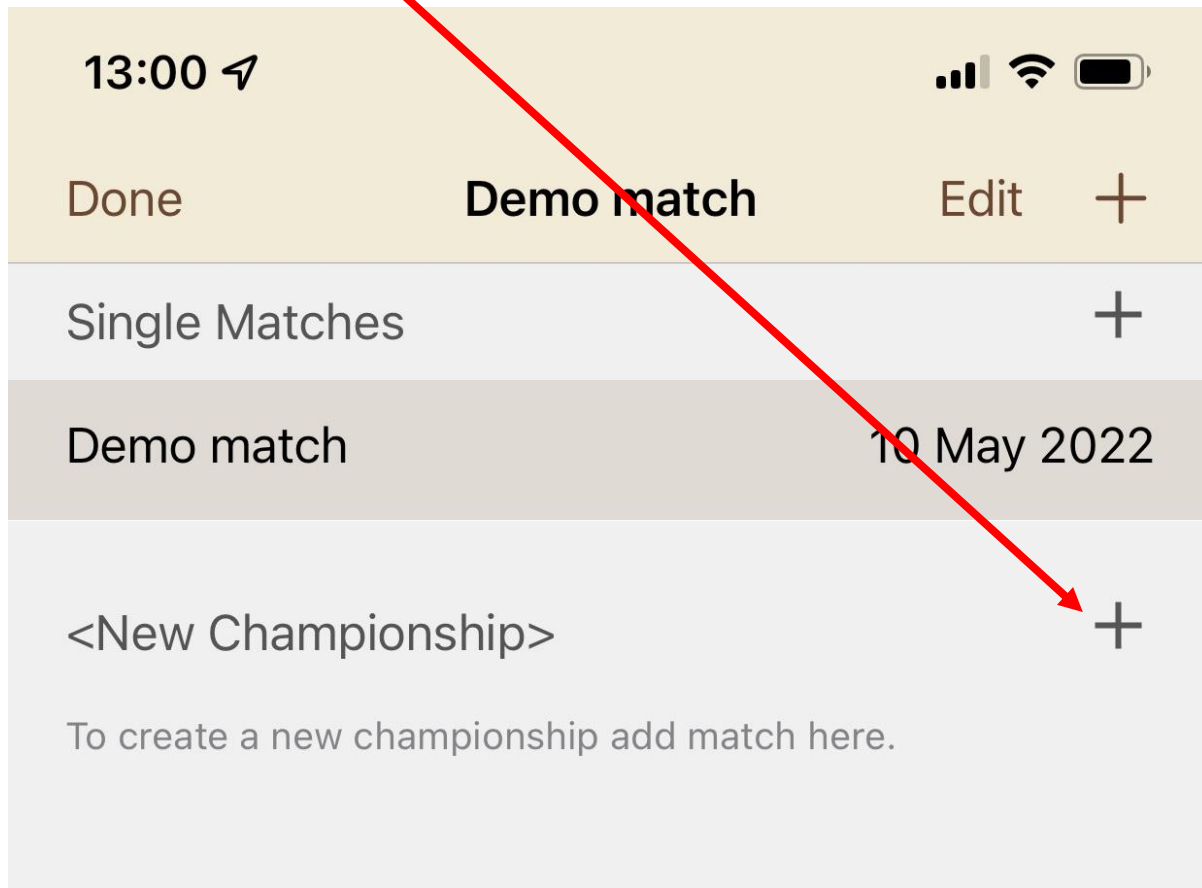 13:00
Done Demo match Edit +
Single Matches +
Demo match 10 May 2022
<New Championship> +
To create a new championship add match here.